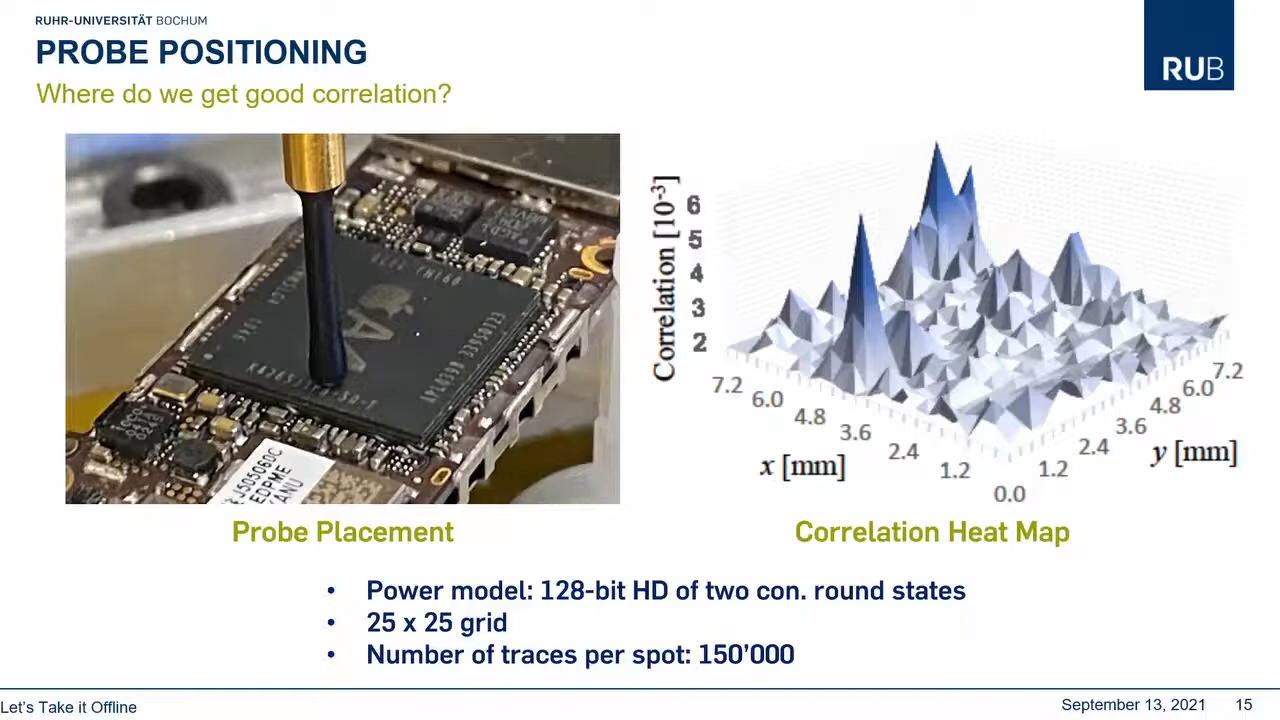 RUHR-UNIVERSITÄT BOCHUM
PROBE POSITIONING
Where do we get good correlation?
RUB
Correlation [10⁻³]
6
5
4
3
2
7.2
6.0
4.8
3.6
2.4
1.2
0.0
1.2
2.4
3.6
4.8
6.0
7.2
x [mm]
y [mm]
Probe Placement
Correlation Heat Map
• Power model: 128-bit HD of two con. round states
• 25 x 25 grid
• Number of traces per spot: 150’000
Let’s Take it Offline
September 13, 2021
15